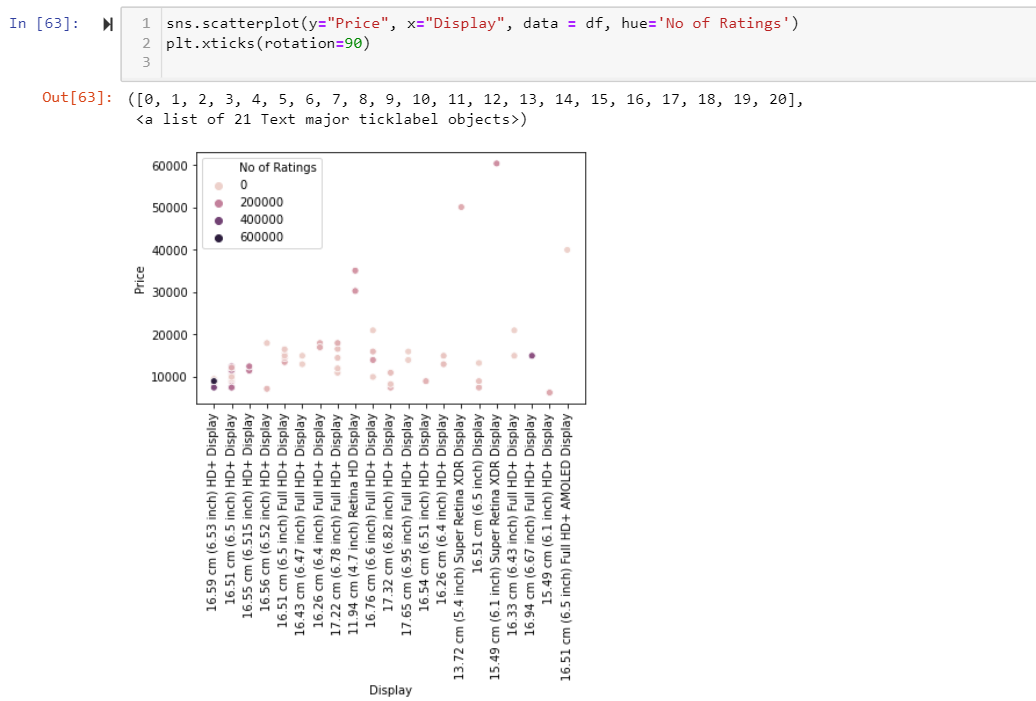 In [63]:
1 sns.scatterplot(y="Price", x="Display", data = df, hue='No of Ratings')
2 plt.xticks(rotation=90)
3
Out[63]: ([0, 1, 2, 3, 4, 5, 6, 7, 8, 9, 10, 11, 12, 13, 14, 15, 16, 17, 18, 19, 20],
<a list of 21 Text major ticklabel objects>)
No of Ratings
0
200000
400000
600000
Price
60000
50000
40000
30000
20000
10000
16.59 cm (6.53 inch) HD+ Display
16.51 cm (6.5 inch) HD+ Display
16.55 cm (6.515 inch) HD+ Display
16.56 cm (6.52 inch) HD+ Display
16.51 cm (6.5 inch) Full HD+ Display
16.43 cm (6.47 inch) Full HD+ Display
16.26 cm (6.4 inch) Full HD+ Display
17.22 cm (6.78 inch) Full HD+ Display
11.94 cm (4.7 inch) Retina HD Display
16.76 cm (6.6 inch) Full HD+ Display
17.32 cm (6.82 inch) HD+ Display
17.65 cm (6.95 inch) Full HD+ Display
16.54 cm (6.51 inch) HD+ Display
16.26 cm (6.4 inch) HD+ Display
13.72 cm (5.4 inch) Super Retina XDR Display
16.51 cm (6.5 inch) Display
15.49 cm (6.1 inch) Super Retina XDR Display
16.33 cm (6.43 inch) Full HD+ Display
16.94 cm (6.67 inch) Full HD+ Display
15.49 cm (6.1 inch) HD+ Display
16.51 cm (6.5 inch) Full HD+ AMOLED Display
Display